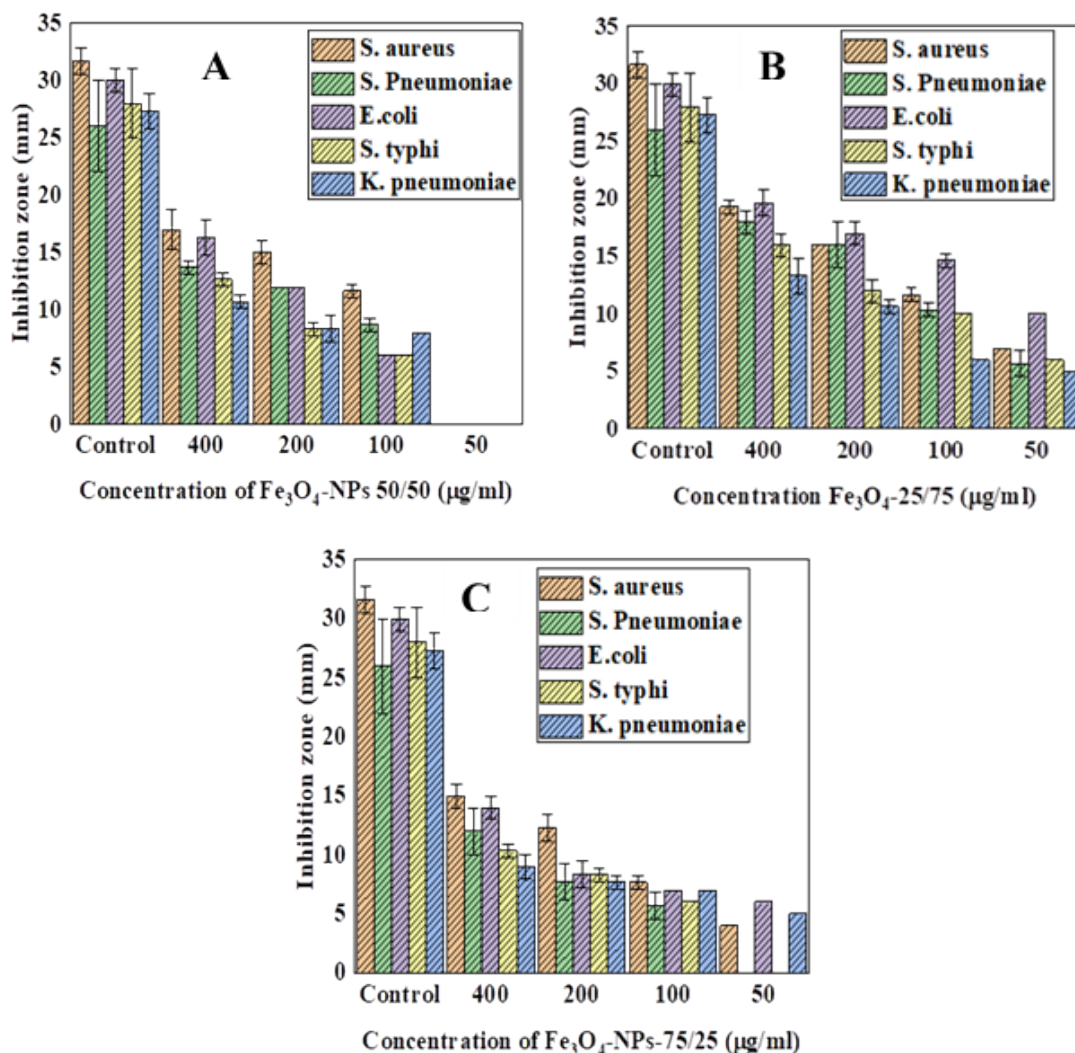 35
30
25
20
15
10
5
0
Inhibition zone (mm)
A
S. aureus
S. Pneumoniae
E.coli
S. typhi
K. pneumoniae
Control 400 200 100 50
Concentration of Fe₃O₄-NPs 50/50 (μg/ml)
35
30
25
20
15
10
5
0
Inhibition zone (mm)
B
S. aureus
S. Pneumoniae
E.coli
S. typhi
K. pneumoniae
Control 400 200 100 50
Concentration Fe₃O₄-25/75 (μg/ml)
35
30
25
20
15
10
5
0
Inhibition zone (mm)
C
S. aureus
S. Pneumoniae
E.coli
S. typhi
K. pneumoniae
Control 400 200 100 50
Concentration of Fe₃O₄-NPs-75/25 (μg/ml)